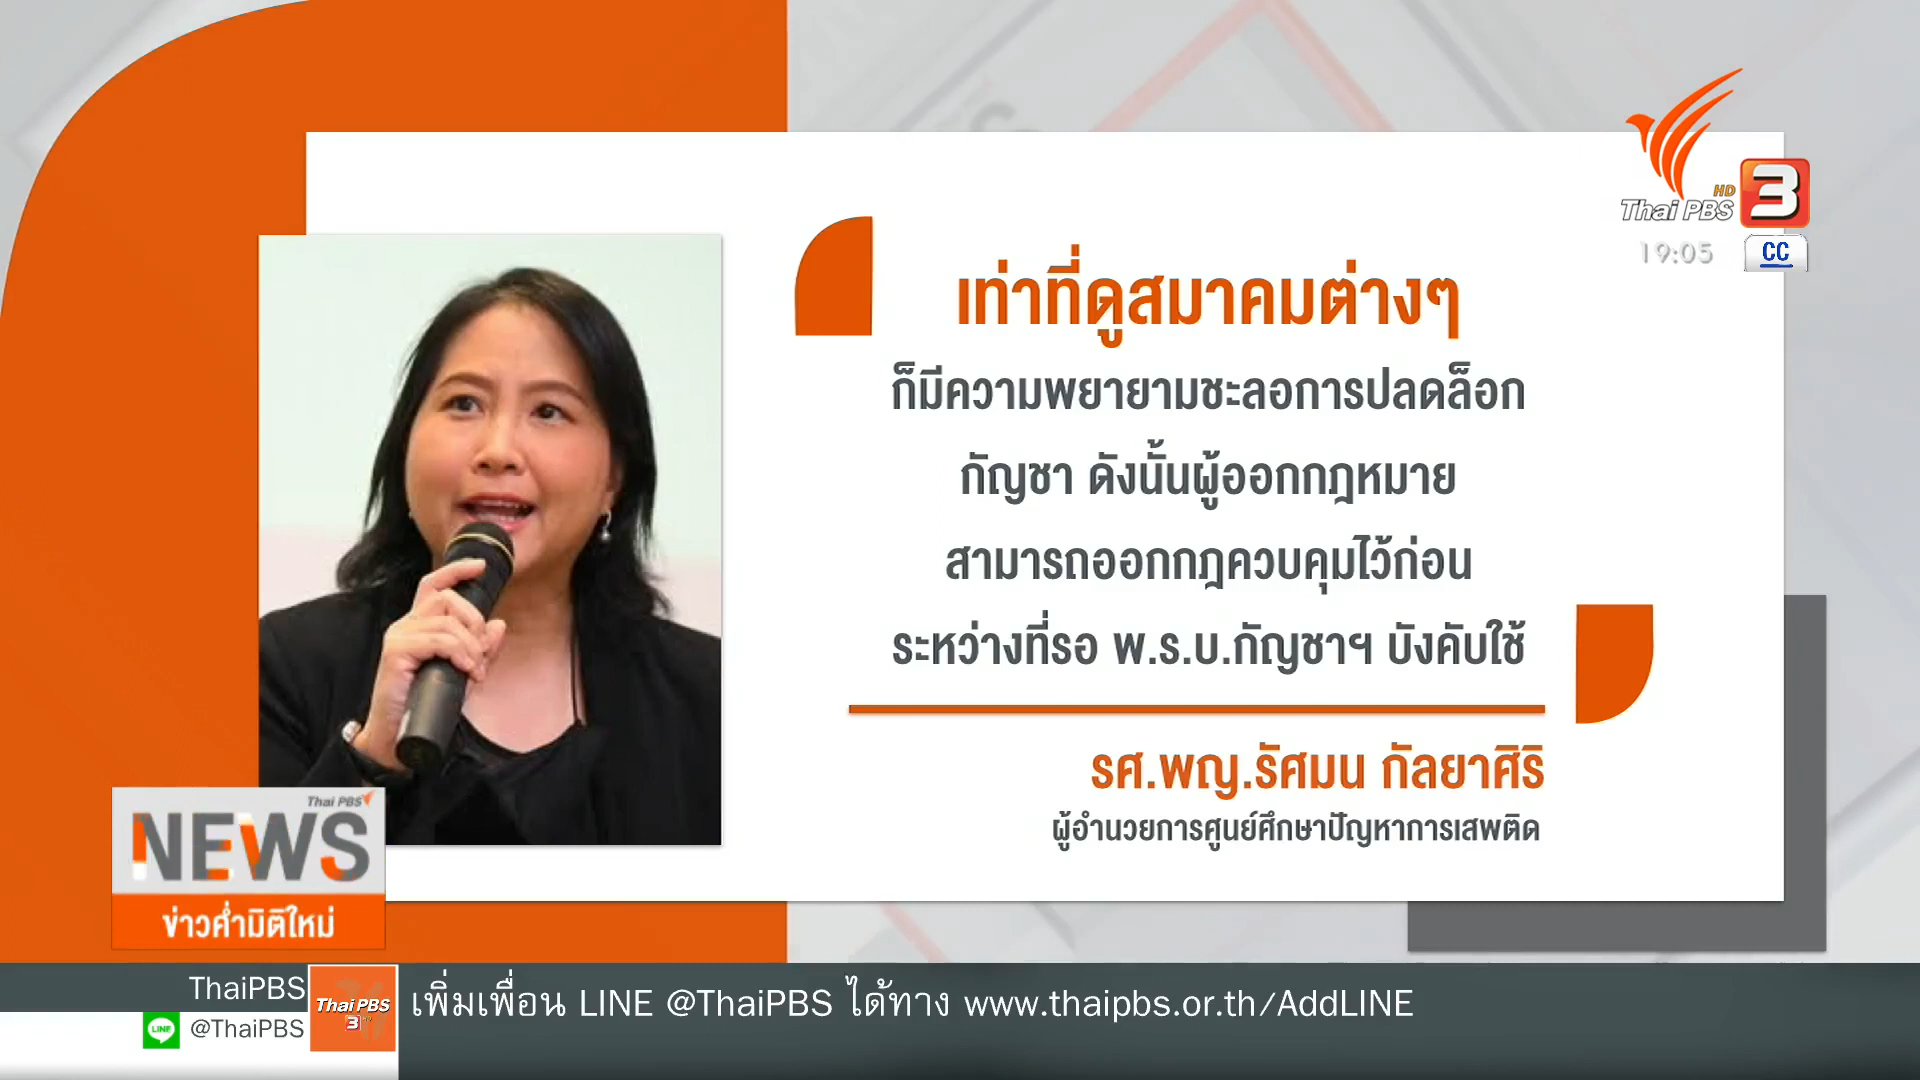 Thai PBS
HD
3
19:05
CC
เท่าที่ดูสมาคมต่างๆ
ก็มีความพยายามชะลอการปลดล็อก
กัญชา ดังนั้นผู้ออกกฎหมาย
สามารถออกกฎควบคุมไว้ก่อน
ระหว่างที่รอ พ.ร.บ.กัญชาฯ บังคับใช้
รศ.พญ.รัศมน กัลยาศิริ
ผู้อำนวยการศูนย์ศึกษาปัญหาการเสพติด
Thai PBS
NEWS
ข่าวค่ำมิติใหม่
ThaiPBS
LINE @ThaiPBS
Thai PBS
3 HD
เพิ่มเพื่อน LINE @ThaiPBS ได้ทาง www.thaipbs.or.th/AddLINE